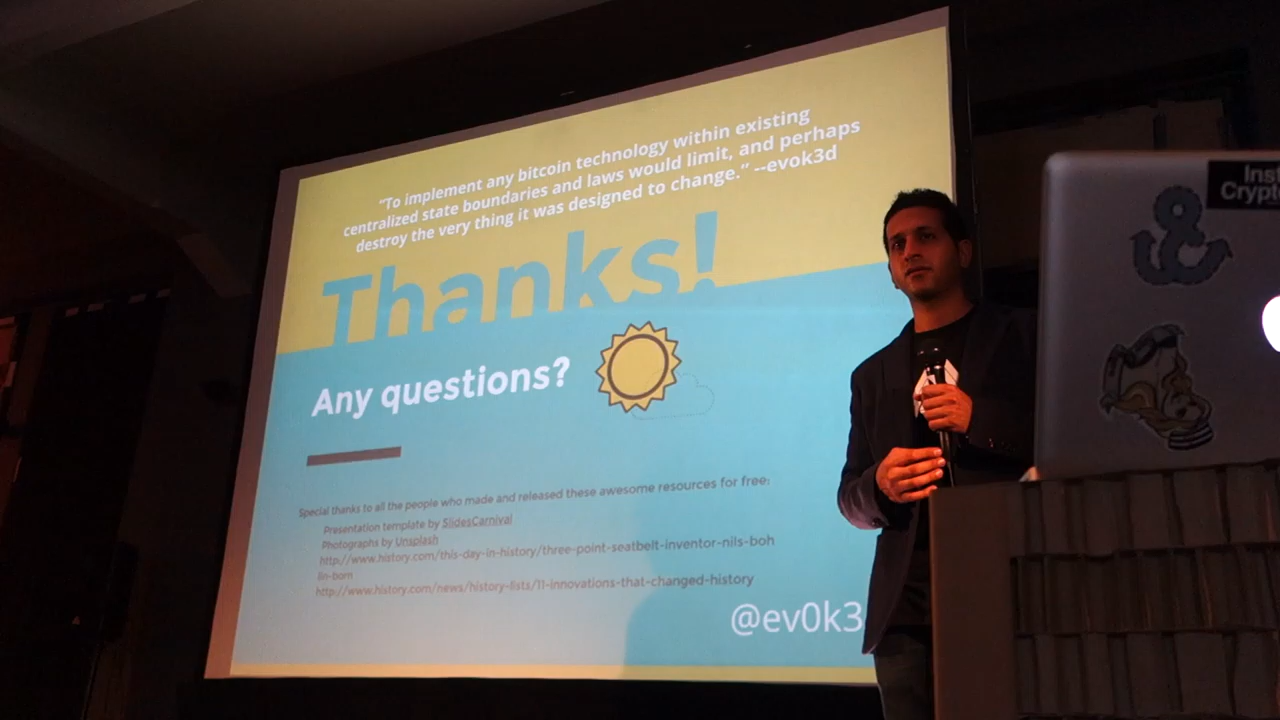 “To implement any bitcoin technology within existing
centralized state boundaries and laws would limit, and perhaps
destroy the very thing it was designed to change.” --evok3d
Thanks!
Any questions?
Special thanks to all the people who made and released these awesome resources for free:
Presentation template by SlidesCarnival
Photographs by Unsplash
http://www.history.com/this-day-in-history/three-point-seatbelt-inventor-nils-boh
lin-born
http://www.history.com/news/history-lists/11-innovations-that-changed-history
@ev0k3
Inst
Crypt